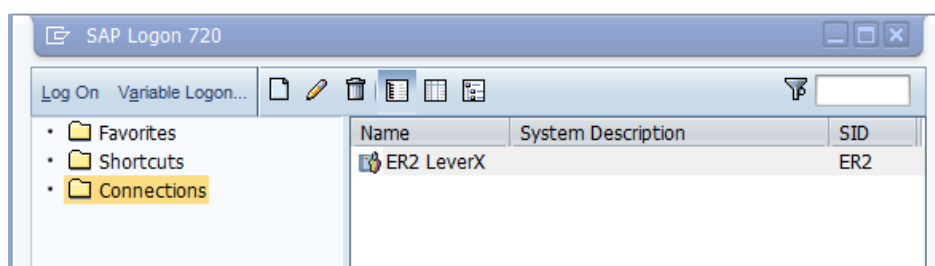 SAP Logon 720
Log On Variable Logon...
Favorites
Shortcuts
Connections
Name System Description SID
ER2 LeverX ER2